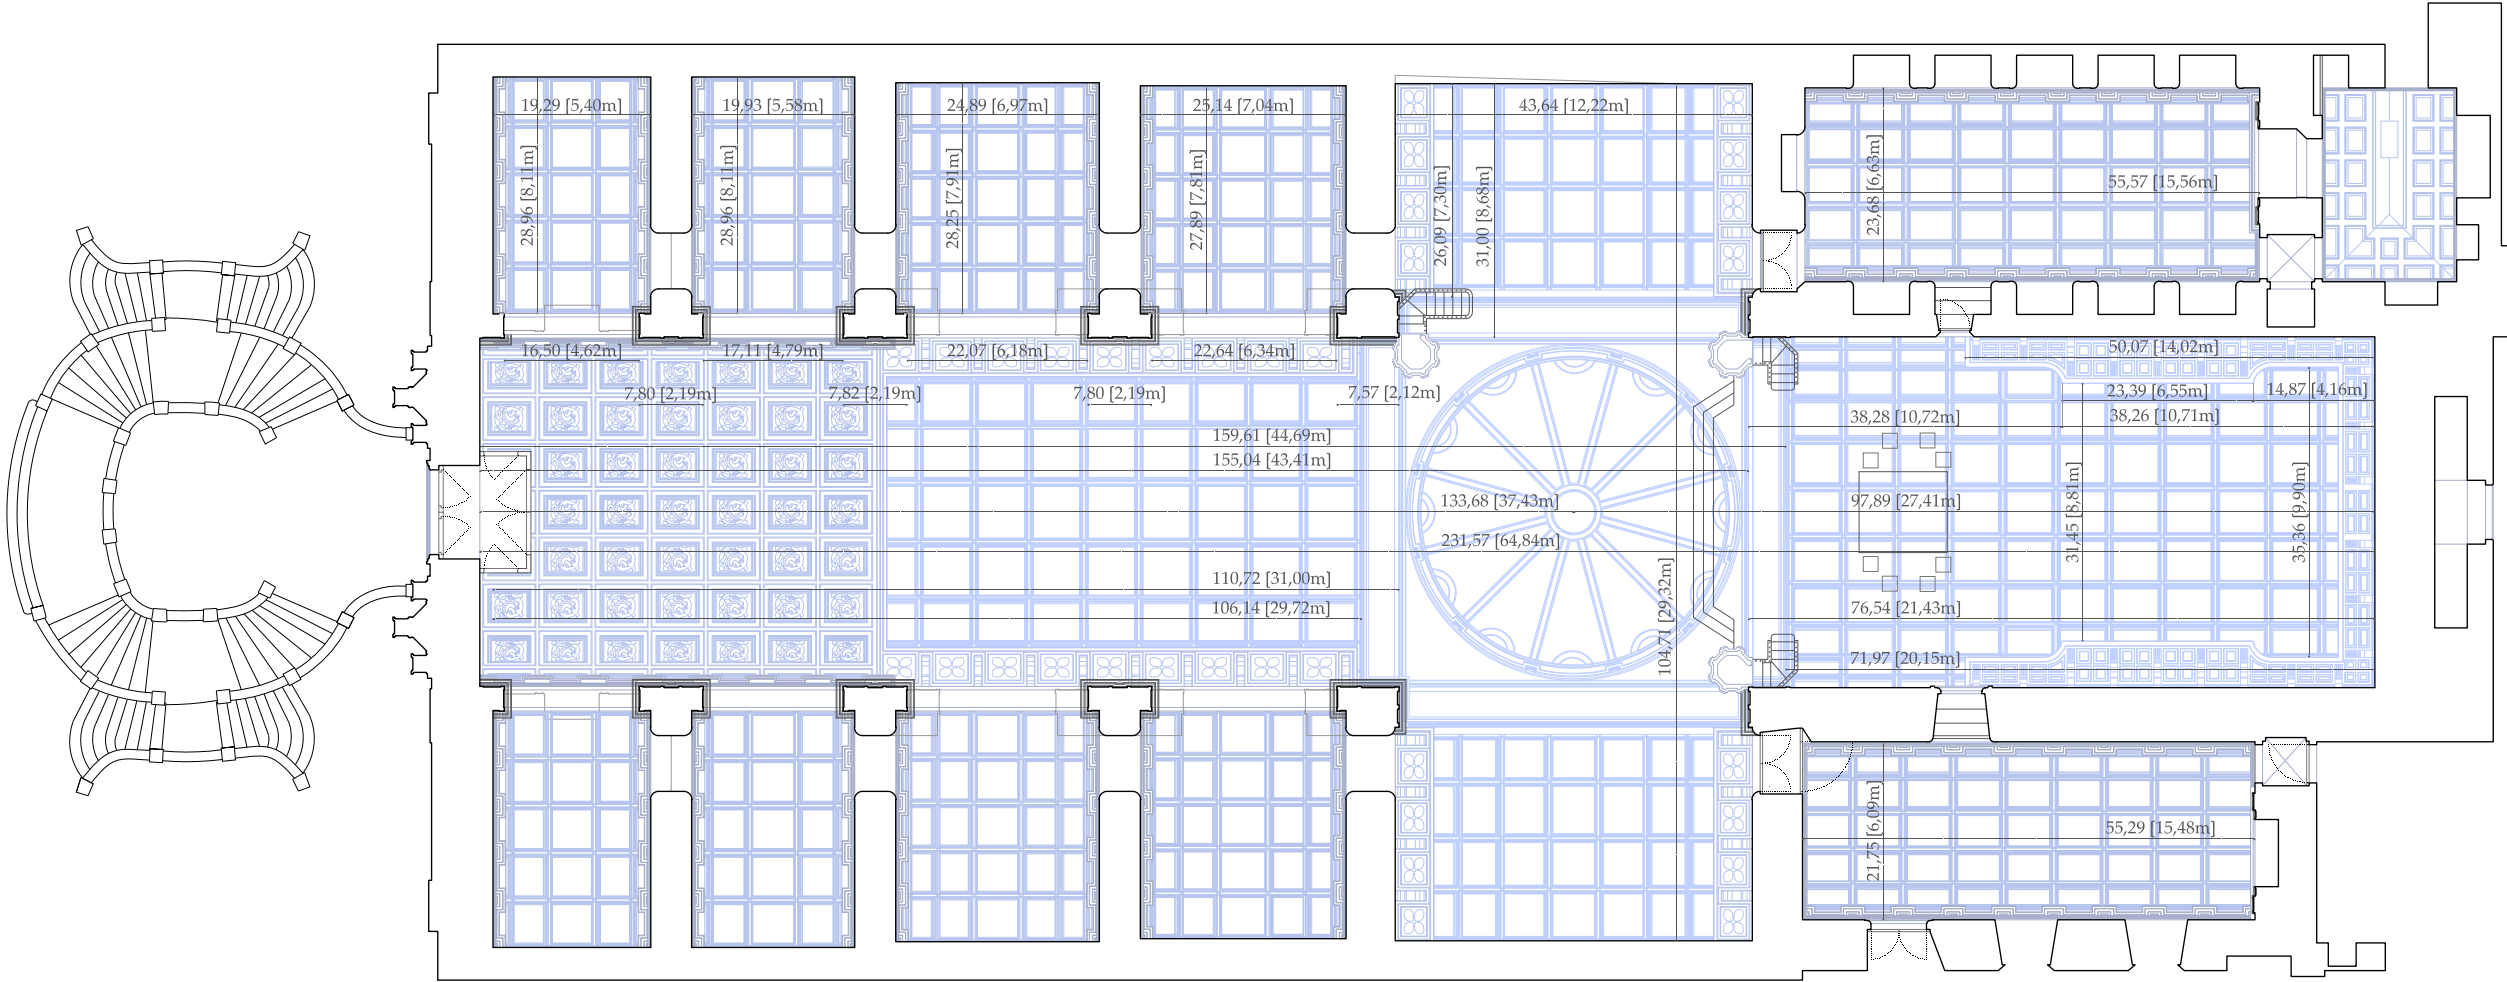 19,29 [5,40m]
19,93 [5,58m]
24,89 [6,97m]
25,14 [7,04m]
43,64 [12,22m]
28,96 [8,11m]
28,96 [8,11m]
28,25 [7,91m]
27,89 [7,81m]
26,09 [7,30m]
31,00 [8,68m]
23,68 [6,63m]
55,57 [15,56m]
16,50 [4,62m]
17,11 [4,79m]
22,07 [6,18m]
22,64 [6,34m]
50,07 [14,02m]
7,80 [2,19m]
7,82 [2,19m]
7,80 [2,19m]
7,57 [2,12m]
23,39 [6,55m]
14,87 [4,16m]
38,28 [10,72m]
38,26 [10,71m]
159,61 [44,69m]
155,04 [43,41m]
133,68 [37,43m]
97,89 [27,41m]
31,45 [8,81m]
35,36 [9,90m]
231,57 [64,84m]
110,72 [31,00m]
106,14 [29,72m]
104,71 [29,32m]
76,54 [21,43m]
71,97 [20,15m]
21,75 [6,09m]
55,29 [15,48m]